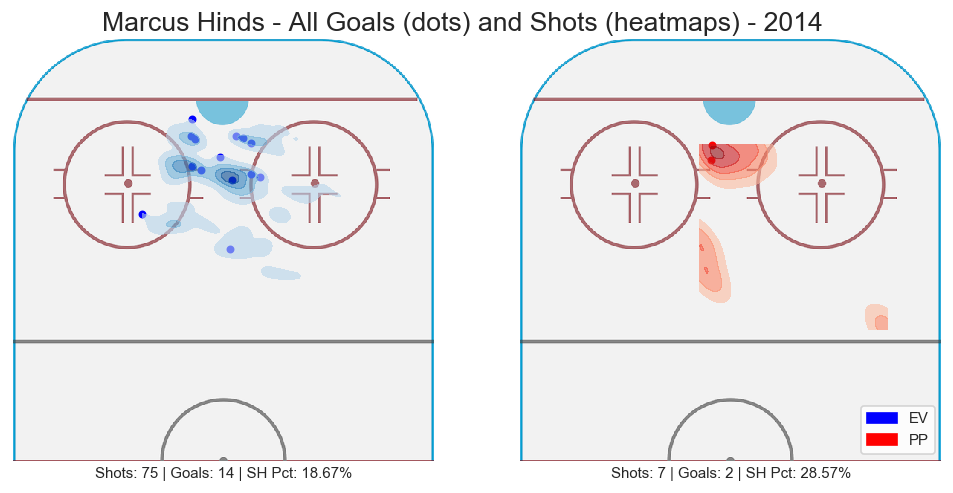 Marcus Hinds - All Goals (dots) and Shots (heatmaps) - 2014
EV
PP
Shots: 75 | Goals: 14 | SH Pct: 18.67%
Shots: 7 | Goals: 2 | SH Pct: 28.57%